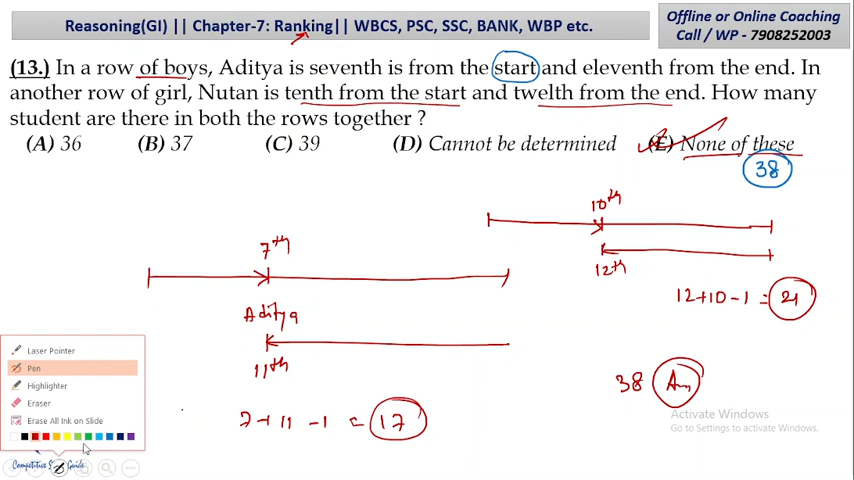 Reasoning(GI) || Chapter-7: Ranking|| WBCS, PSC, SSC, BANK, WBP etc.
Offline or Online Coaching
Call / WP - 7908252003
(13.) In a row of boys, Aditya is seventh is from the start and eleventh from the end. In
another row of girl, Nutan is tenth from the start and twelth from the end. How many
student are there in both the rows together ?
(A) 36 (B) 37 (C) 39 (D) Cannot be determined (E) None of these
38
10th
7th
12th
12+10-1 = 21
Aditya
11th
38 Ans
7+11-1 = 17
Laser Pointer
Pen
Highlighter
Eraser
Erase All Ink on Slide
Activate Windows
Go to Settings to activate Windows.
Competitive Guide